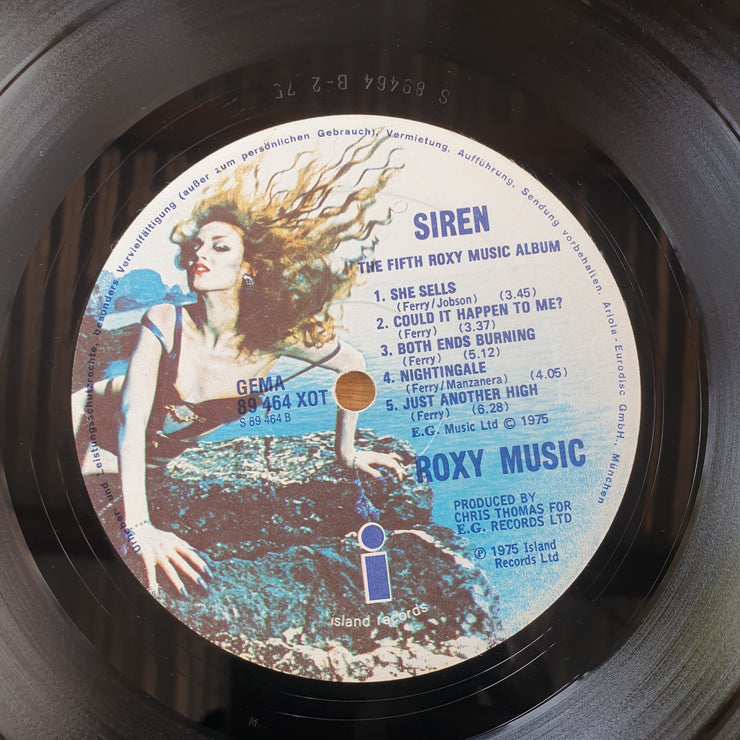 S 89464 B-2 75
Urheber- und Leistungsschutzrechte, besonders Vervielfältigung (außer zum persönlichen Gebrauch), Vermietung, Aufführung, Sendung vorbehalten. Ariola-Eurodisc GmbH., München
SIREN
THE FIFTH ROXY MUSIC ALBUM
1. SHE SELLS
(Ferry/Jobson) (3.45)
2. COULD IT HAPPEN TO ME?
(Ferry) (3.37)
3. BOTH ENDS BURNING
(Ferry) (5.12)
4. NIGHTINGALE
(Ferry/Manzanera) (4.05)
5. JUST ANOTHER HIGH
(Ferry) (6.28)
E.G. Music Ltd © 1975
GEMA
89 464 XOT
S 89 464 B
ROXY MUSIC
PRODUCED BY
CHRIS THOMAS FOR
E.G. RECORDS LTD
℗ 1975 Island
Records Ltd
i
island records
M